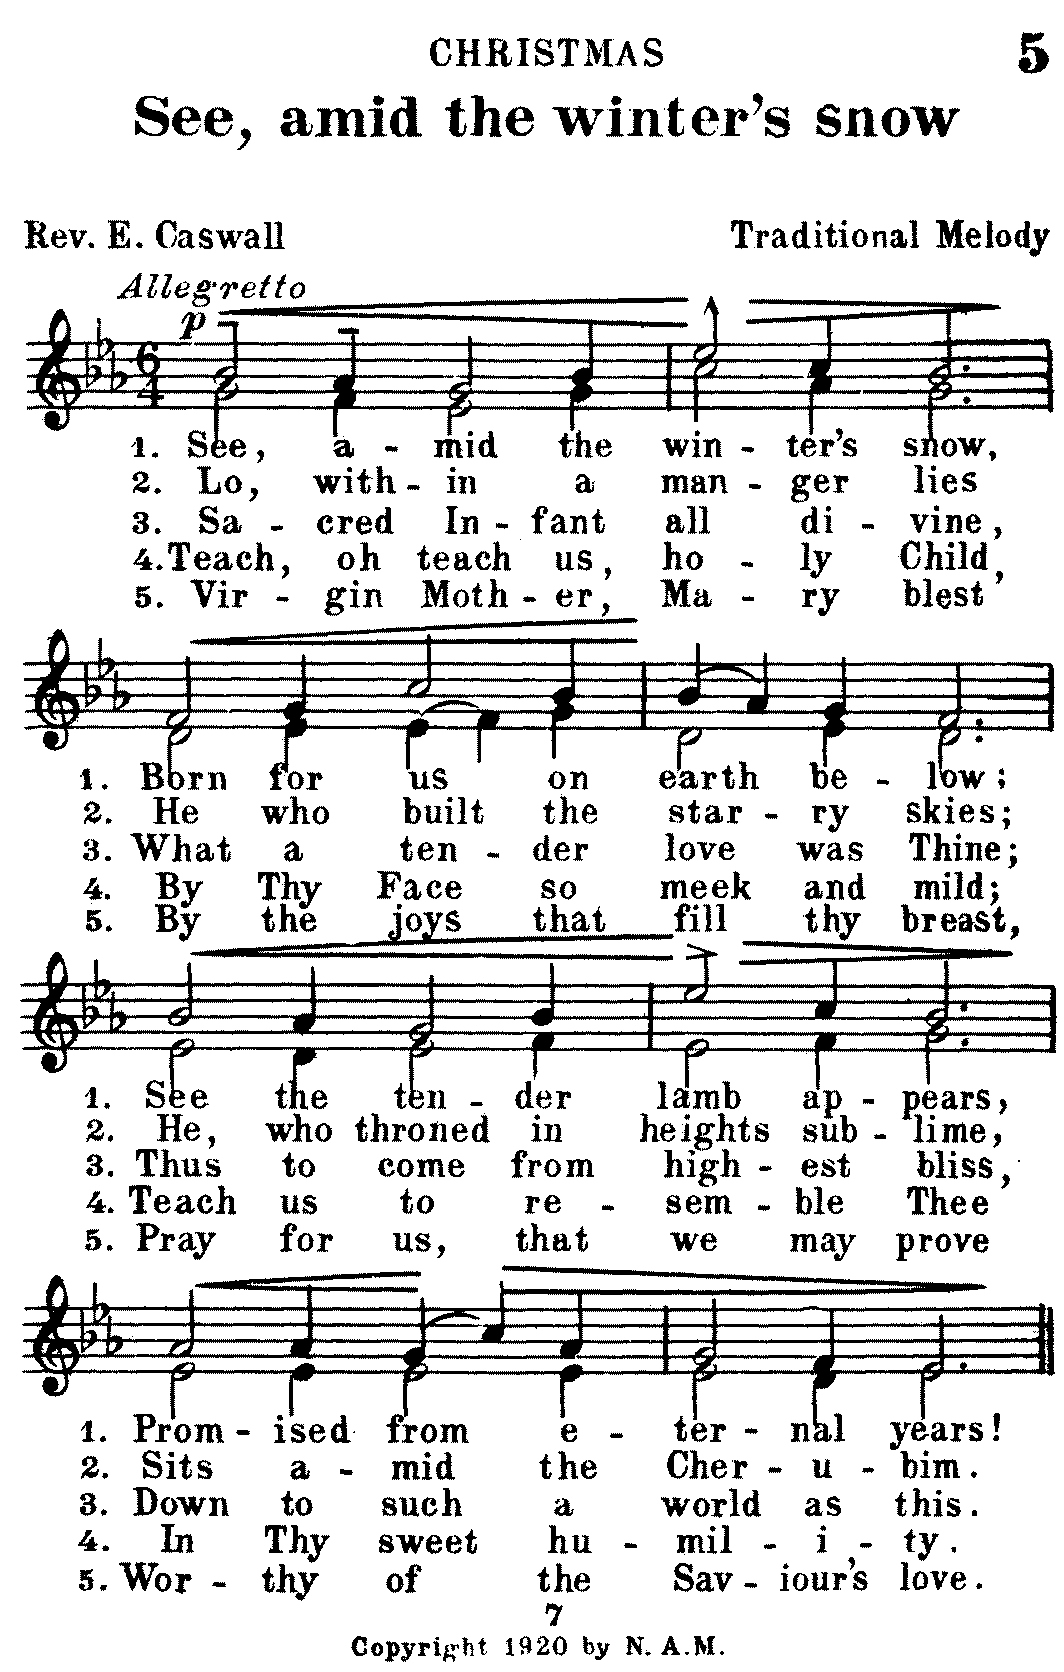 CHRISTMAS 5
See, amid the winter's snow
Rev. E. Caswall Traditional Melody
Allegretto
p
6
4
1. See, a - mid the win - ter's snow,
2. Lo, with - in a man - ger lies
3. Sa - cred In - fant all di - vine,
4. Teach, oh teach us, ho - ly Child,
5. Vir - gin Moth - er, Ma - ry blest
1. Born for us on earth be - low;
2. He who built the star - ry skies;
3. What a ten - der love was Thine;
4. By Thy Face so meek and mild;
5. By the joys that fill thy breast,
1. See the ten - der lamb ap - pears,
2. He, who throned in heights sub - lime,
3. Thus to come from high - est bliss,
4. Teach us to re - sem - ble Thee
5. Pray for us, that we may prove
1. Prom - ised from e - ter - nal years!
2. Sits a - mid the Cher - u - bim.
3. Down to such a world as this.
4. In Thy sweet hu - mil - i - ty.
5. Wor - thy of the Sav - iour's love.
7
Copyright 1920 by N. A. M.